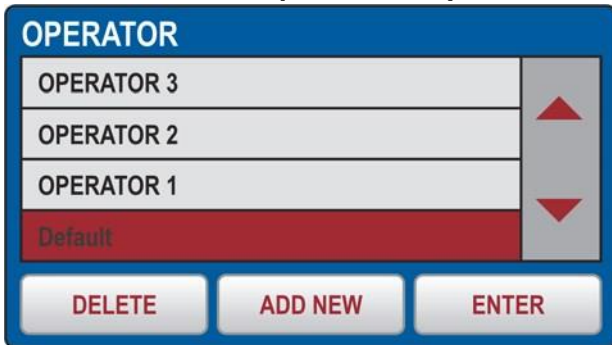 OPERATOR
OPERATOR 3
OPERATOR 2
OPERATOR 1
Default
DELETE ADD NEW ENTER